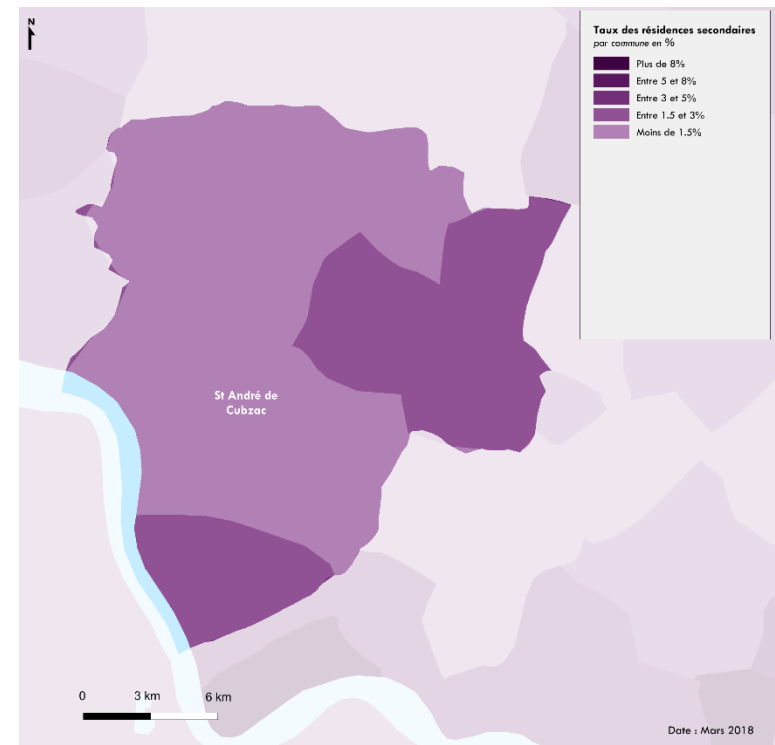 N
Taux des résidences secondaires
par commune en %
Plus de 8%
Entre 5 et 8%
Entre 3 et 5%
Entre 1.5 et 3%
Moins de 1.5%
St André de
Cubzac
0 3 km 6 km
Date : Mars 2018